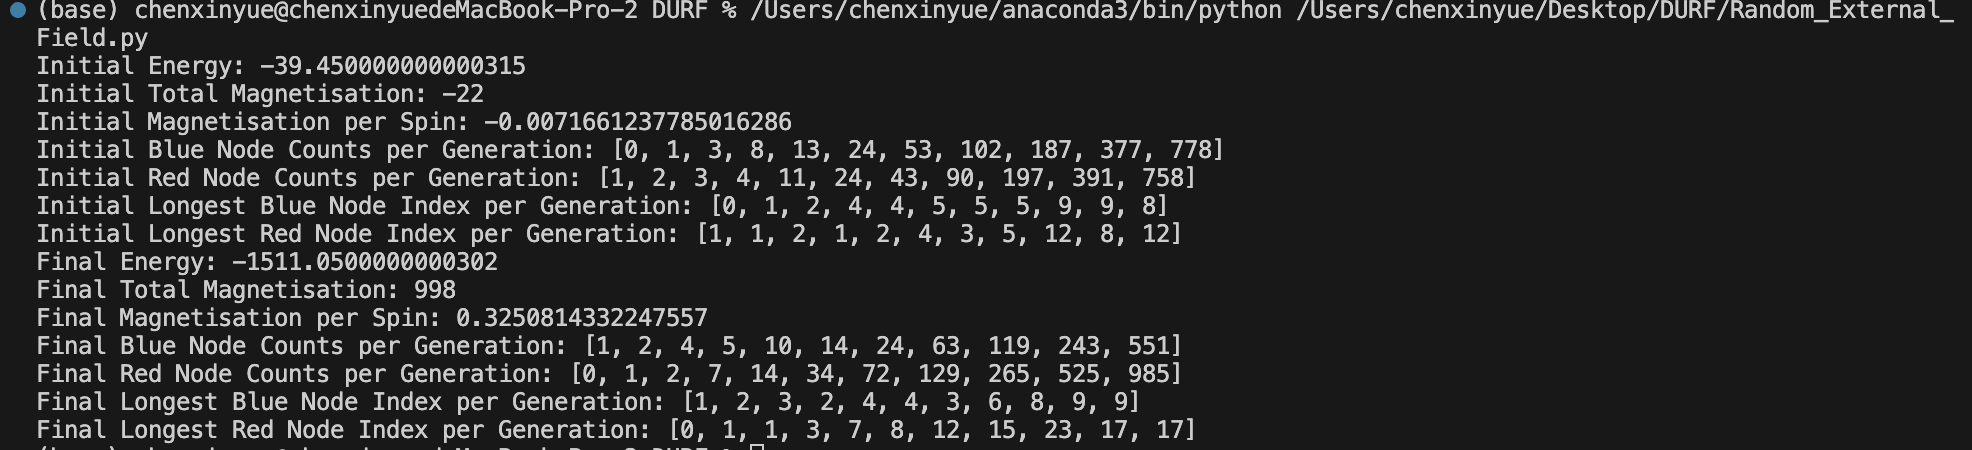 (base) chenxinyue@chenxinyuedeMacBook-Pro-2 DURF % /Users/chenxinyue/anaconda3/bin/python /Users/chenxinyue/Desktop/DURF/Random_External_
Field.py
Initial Energy: -39.450000000000315
Initial Total Magnetisation: -22
Initial Magnetisation per Spin: -0.0071661237785016286
Initial Blue Node Counts per Generation: [0, 1, 3, 8, 13, 24, 53, 102, 187, 377, 778]
Initial Red Node Counts per Generation: [1, 2, 3, 4, 11, 24, 43, 90, 197, 391, 758]
Initial Longest Blue Node Index per Generation: [0, 1, 2, 4, 4, 5, 5, 5, 9, 9, 8]
Initial Longest Red Node Index per Generation: [1, 1, 2, 1, 2, 4, 3, 5, 12, 8, 12]
Final Energy: -1511.0500000000302
Final Total Magnetisation: 998
Final Magnetisation per Spin: 0.3250814332247557
Final Blue Node Counts per Generation: [1, 2, 4, 5, 10, 14, 24, 63, 119, 243, 551]
Final Red Node Counts per Generation: [0, 1, 2, 7, 14, 34, 72, 129, 265, 525, 985]
Final Longest Blue Node Index per Generation: [1, 2, 3, 2, 4, 4, 3, 6, 8, 9, 9]
Final Longest Red Node Index per Generation: [0, 1, 1, 3, 7, 8, 12, 15, 23, 17, 17]